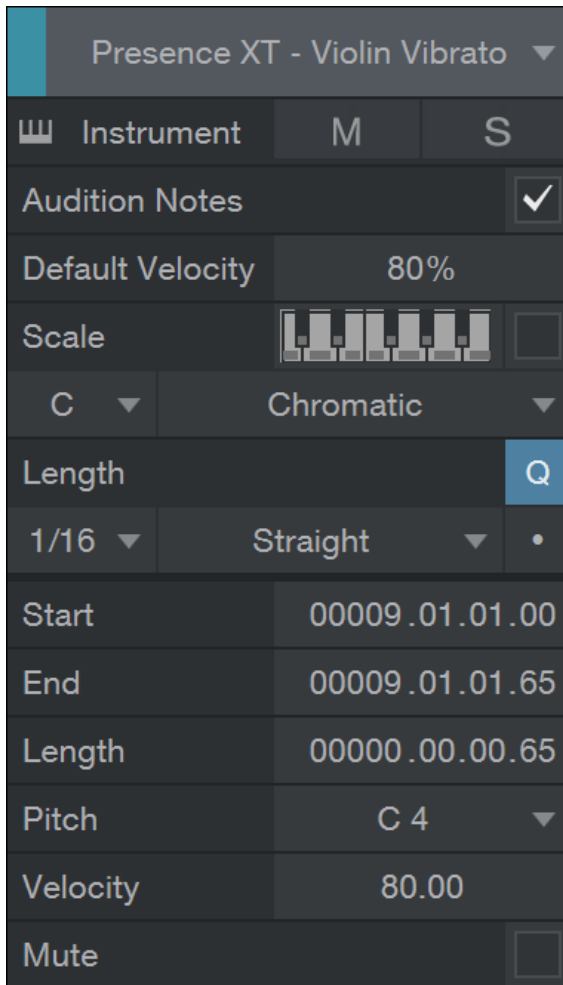 Presence XT - Violin Vibrato
Instrument M S
Audition Notes
Default Velocity 80%
Scale
C Chromatic
Length Q
1/16 Straight •
Start 00009.01.01.00
End 00009.01.01.65
Length 00000.00.00.65
Pitch C 4
Velocity 80.00
Mute